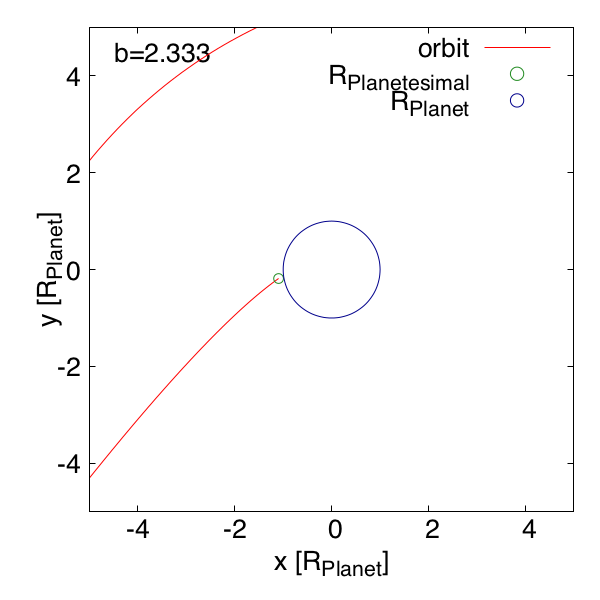 b=2.333
orbit
R_Planetesimal
R_Planet
4
2
0
-2
-4
y [R_Planet]
-4 -2 0 2 4
x [R_Planet]